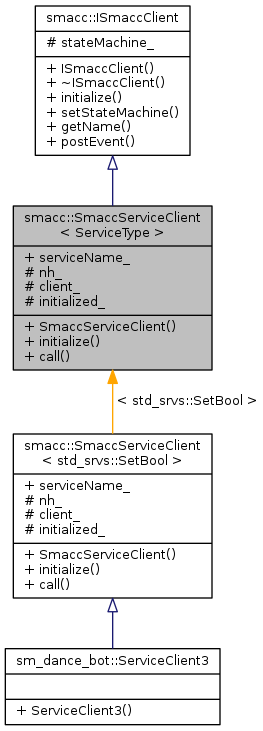 smacc::ISmaccClient
# stateMachine_
+ ISmaccClient()
+ ~ISmaccClient()
+ initialize()
+ setStateMachine()
+ getName()
+ postEvent()
smacc::SmaccServiceClient
< ServiceType >
+ serviceName_
# nh_
# client_
# initialized_
+ SmaccServiceClient()
+ initialize()
+ call()
< std_srvs::SetBool >
smacc::SmaccServiceClient
< std_srvs::SetBool >
+ serviceName_
# nh_
# client_
# initialized_
+ SmaccServiceClient()
+ initialize()
+ call()
sm_dance_bot::ServiceClient3
+ ServiceClient3()